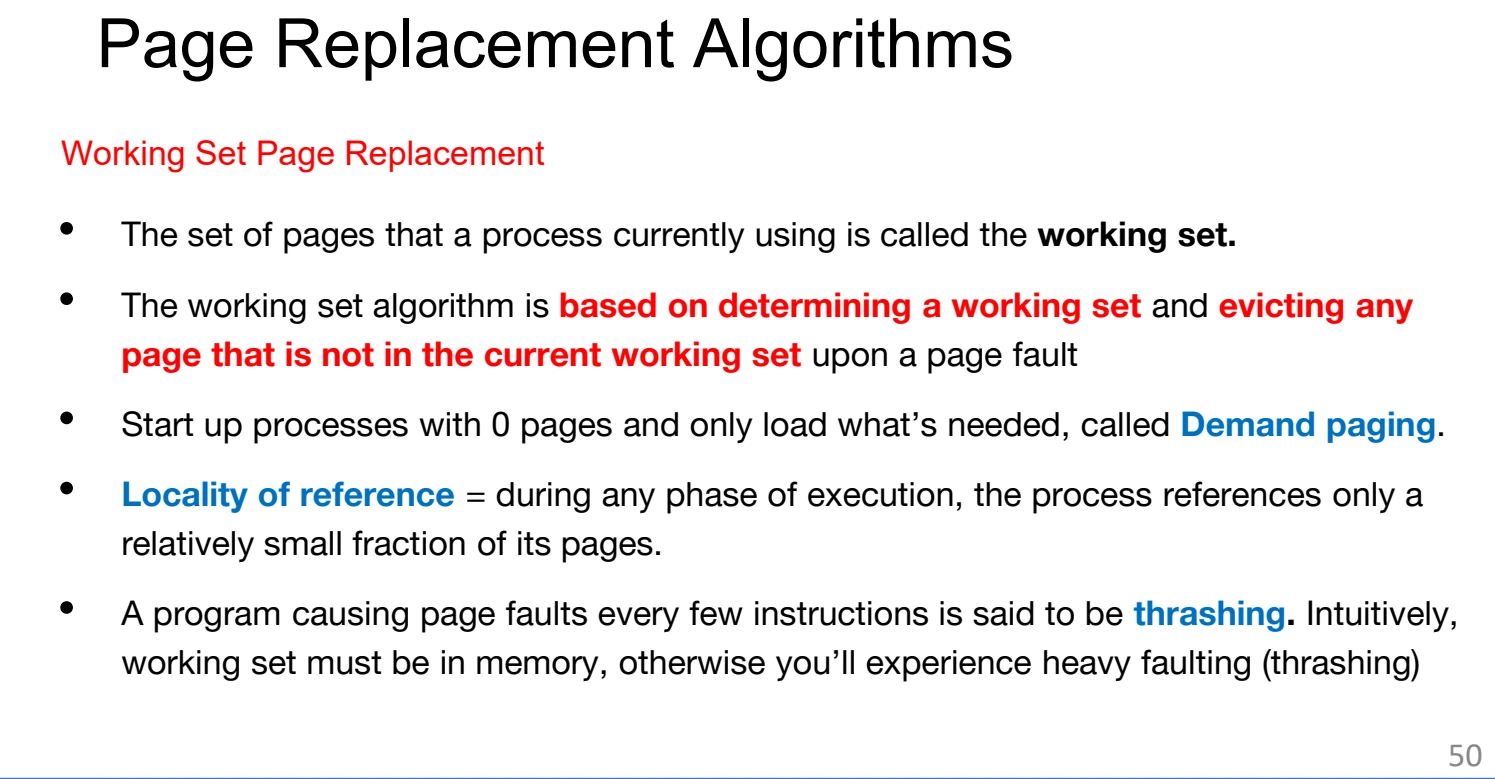 Page Replacement Algorithms
Working Set Page Replacement
• The set of pages that a process currently using is called the working set.
• The working set algorithm is based on determining a working set and evicting any
page that is not in the current working set upon a page fault
• Start up processes with 0 pages and only load what’s needed, called Demand paging.
• Locality of reference = during any phase of execution, the process references only a
relatively small fraction of its pages.
• A program causing page faults every few instructions is said to be thrashing. Intuitively,
working set must be in memory, otherwise you’ll experience heavy faulting (thrashing)
50